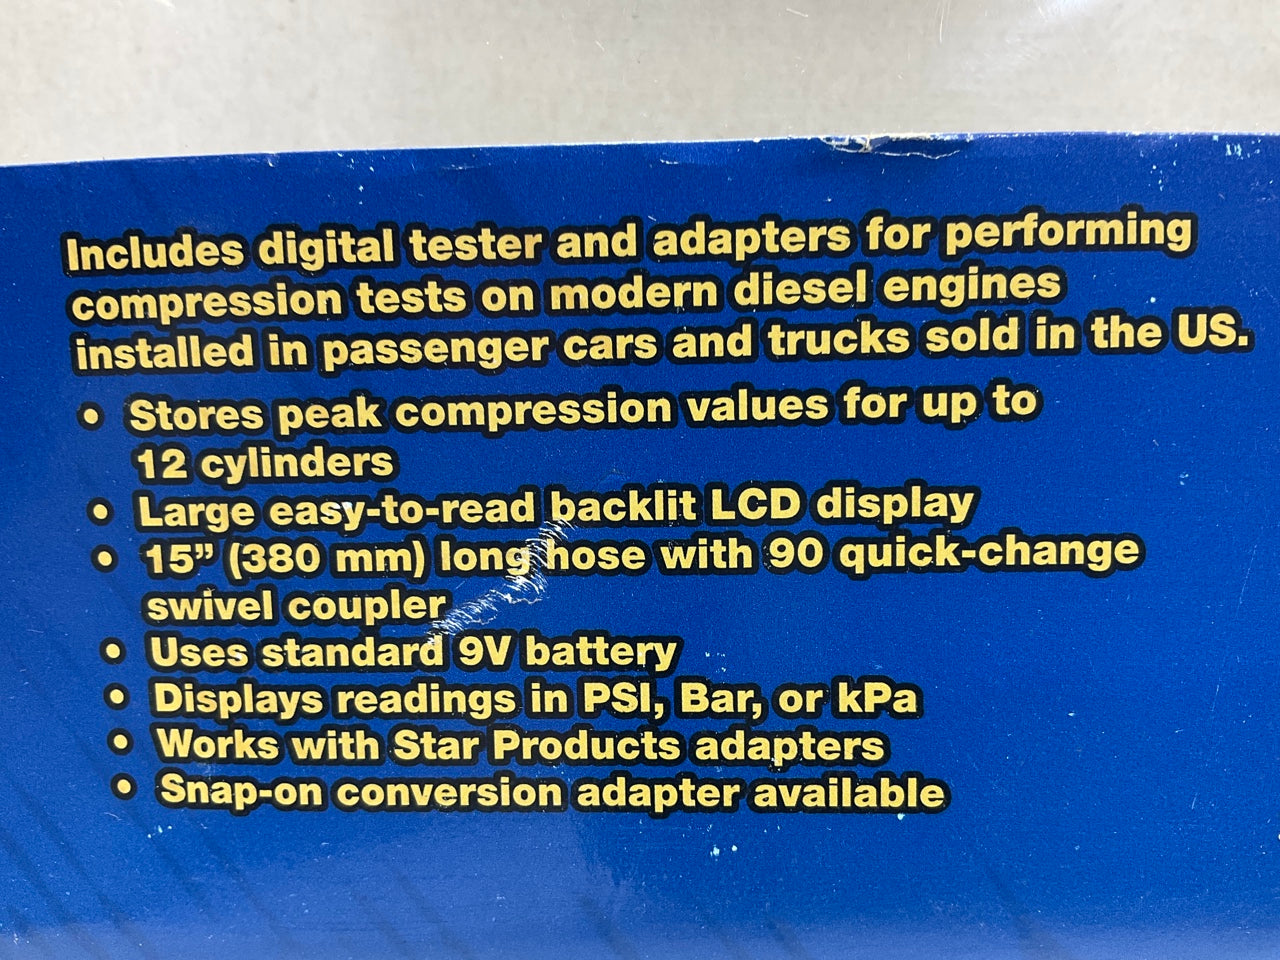 Includes digital tester and adapters for performing
compression tests on modern diesel engines
installed in passenger cars and trucks sold in the US.
• Stores peak compression values for up to
12 cylinders
• Large easy-to-read backlit LCD display
• 15” (380 mm) long hose with 90 quick-change
swivel coupler
• Uses standard 9V battery
• Displays readings in PSI, Bar, or kPa
• Works with Star Products adapters
• Snap-on conversion adapter available